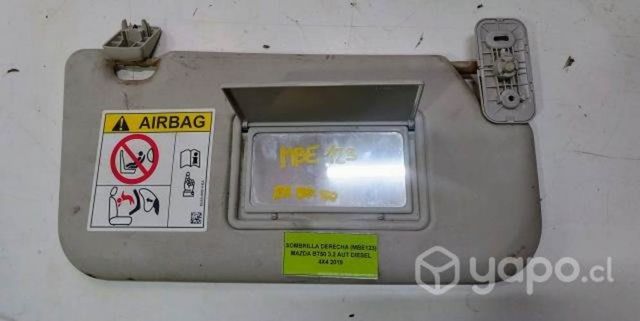 AIRBAG
MBE 123
SOMBRILLA DERECHA (MBE123)
MAZDA BT50 3.2 AUT DIESEL
4X4 2019
yapo.cl